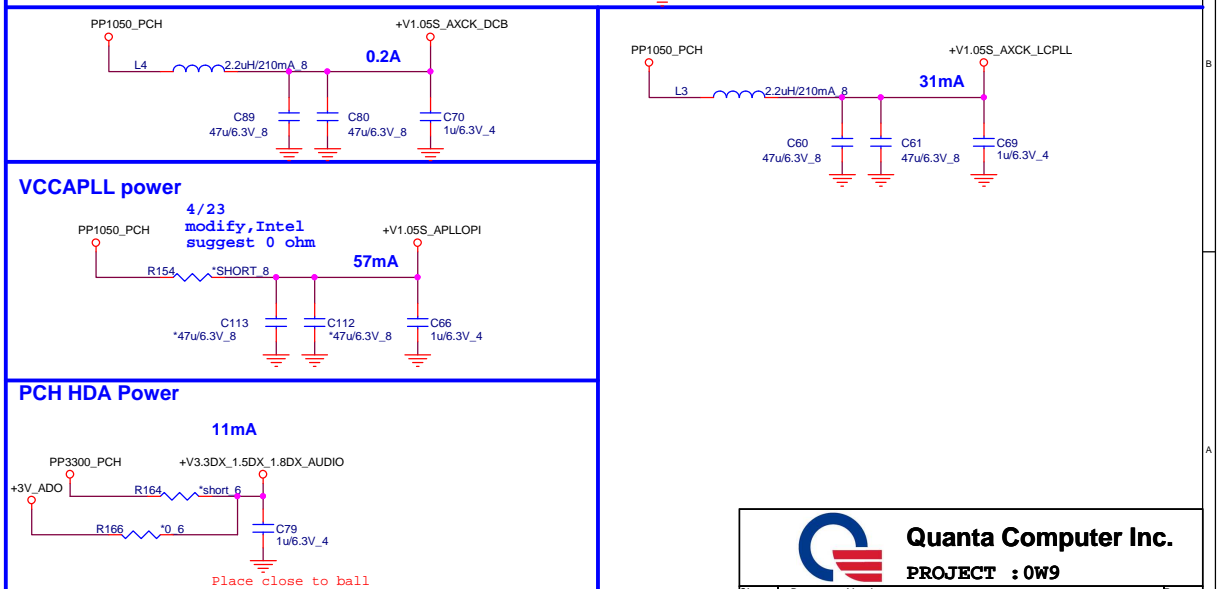 PP1050_PCH
+V1.05S_AXCK_DCB
0.2A
L4
2.2uH/210mA_8
C89
47u/6.3V_8
C80
47u/6.3V_8
C70
1u/6.3V_4
PP1050_PCH
+V1.05S_AXCK_LCPLL
31mA
L3
2.2uH/210mA_8
C60
47u/6.3V_8
C61
47u/6.3V_8
C69
1u/6.3V_4
B
VCCAPLL power
4/23
modify,Intel
suggest 0 ohm
PP1050_PCH
+V1.05S_APLLOPI
57mA
R154
*SHORT_8
C113
*47u/6.3V_8
C112
*47u/6.3V_8
C66
1u/6.3V_4
PCH HDA Power
11mA
PP3300_PCH
+V3.3DX_1.5DX_1.8DX_AUDIO
+3V_ADO
R164
*short_6
R166
*0_6
C79
1u/6.3V_4
Place close to ball
A
Quanta Computer Inc.
PROJECT : 0W9